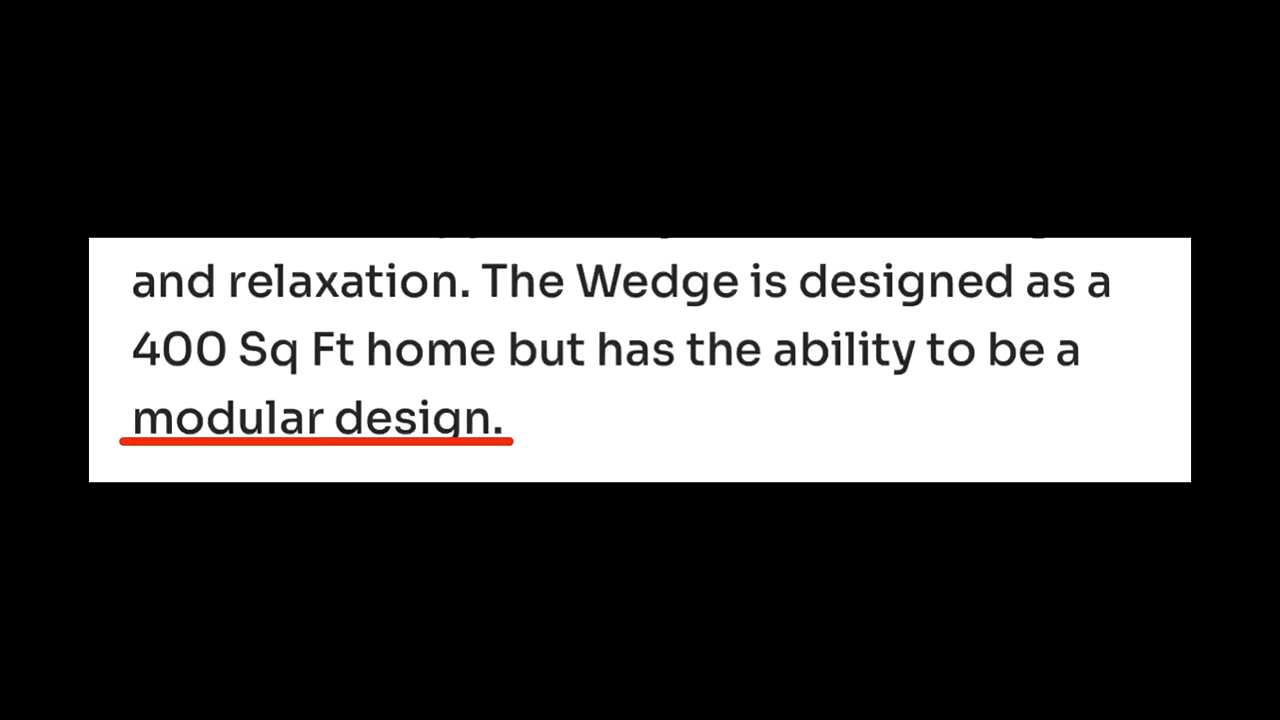 and relaxation. The Wedge is designed as a
400 Sq Ft home but has the ability to be a
modular design.